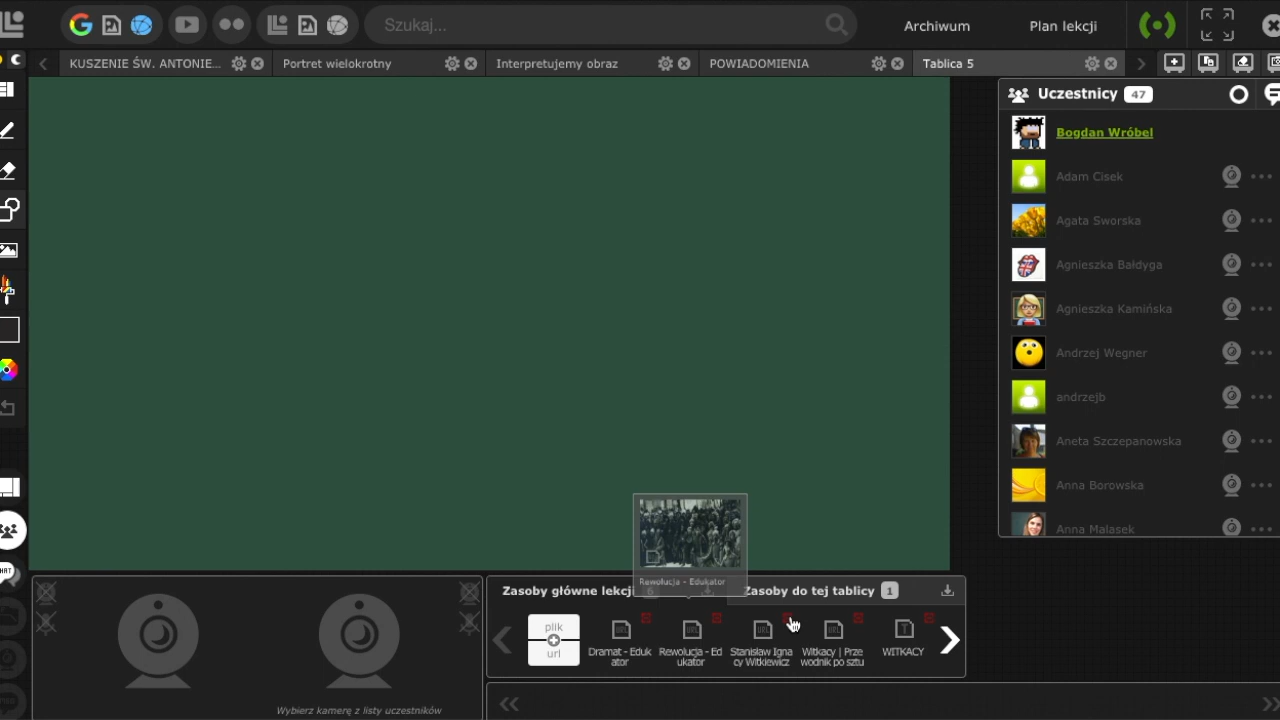 Szukaj...
Archiwum
Plan lekcji
KUSZENIE ŚW. ANTONIE...
Portret wielokrotny
Interpretujemy obraz
POWIADOMIENIA
Tablica 5
Uczestnicy 47
Bogdan Wróbel
Adam Cisek
Agata Sworska
Agnieszka Bałdyga
Agnieszka Kamińska
Andrzej Wegner
andrzejb
Aneta Szczepanowska
Anna Borowska
Anna Malasek
Rewolucja - Edukator
Zasoby główne lekcji 6
Zasoby do tej tablicy 1
plik
url
Dramat - Eduk
ator
Rewolucja - Ed
ukator
Stanisław Igna
cy Witkiewicz
Witkacy | Prze
wodnik po sztu
WITKACY
Wybierz kamerę z listy uczestników